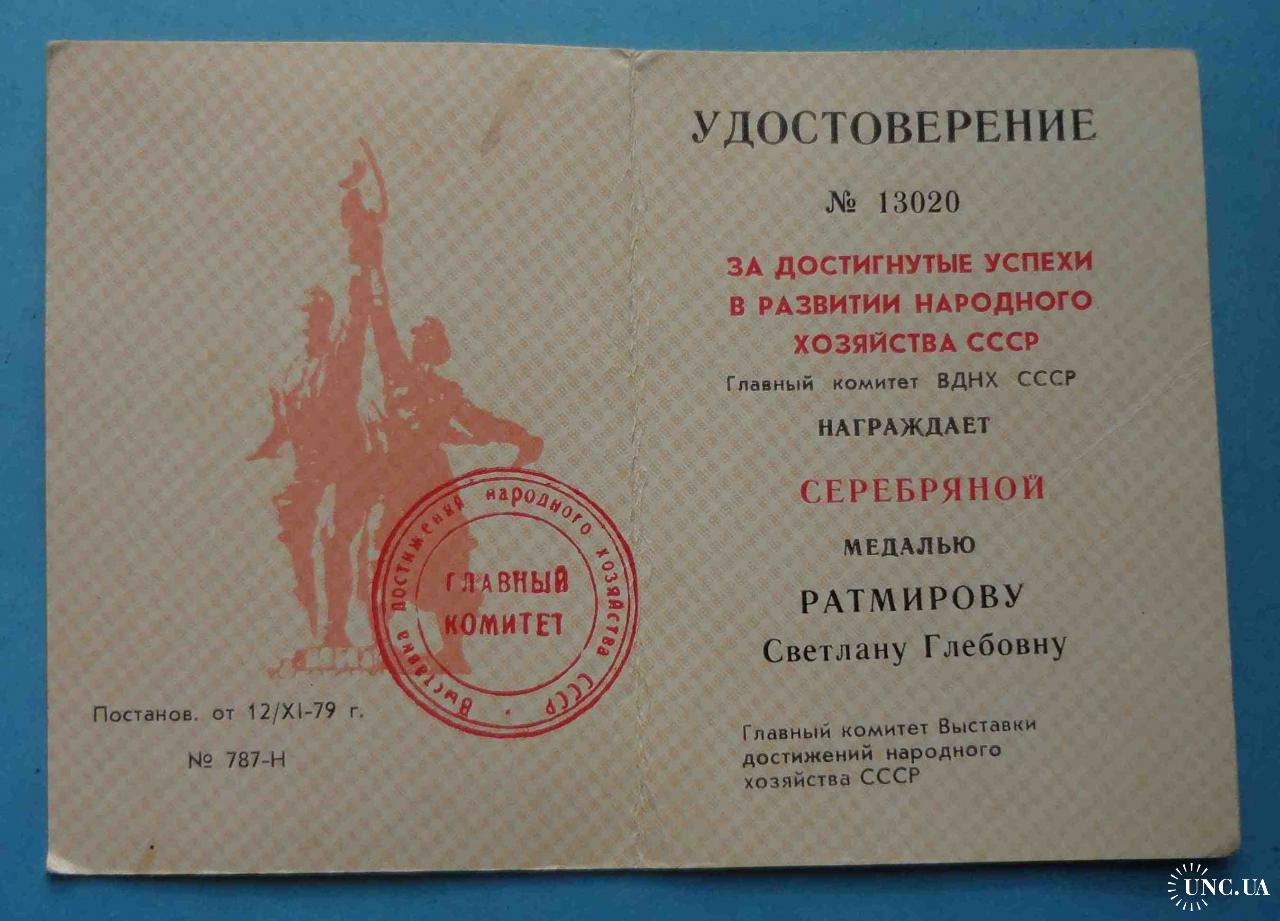 Выставка достижений народного хозяйства СССР
ГЛАВНЫЙ
КОМИТЕТ
Постанов. от 12/XI-79 г.
№ 787-Н
УДОСТОВЕРЕНИЕ
№ 13020
ЗА ДОСТИГНУТЫЕ УСПЕХИ
В РАЗВИТИИ НАРОДНОГО
ХОЗЯЙСТВА СССР
Главный комитет ВДНХ СССР
НАГРАЖДАЕТ
СЕРЕБРЯНОЙ
МЕДАЛЬЮ
РАТМИРОВУ
Светлану Глебовну
Главный комитет Выставки
достижений народного
хозяйства СССР
UNC.UA